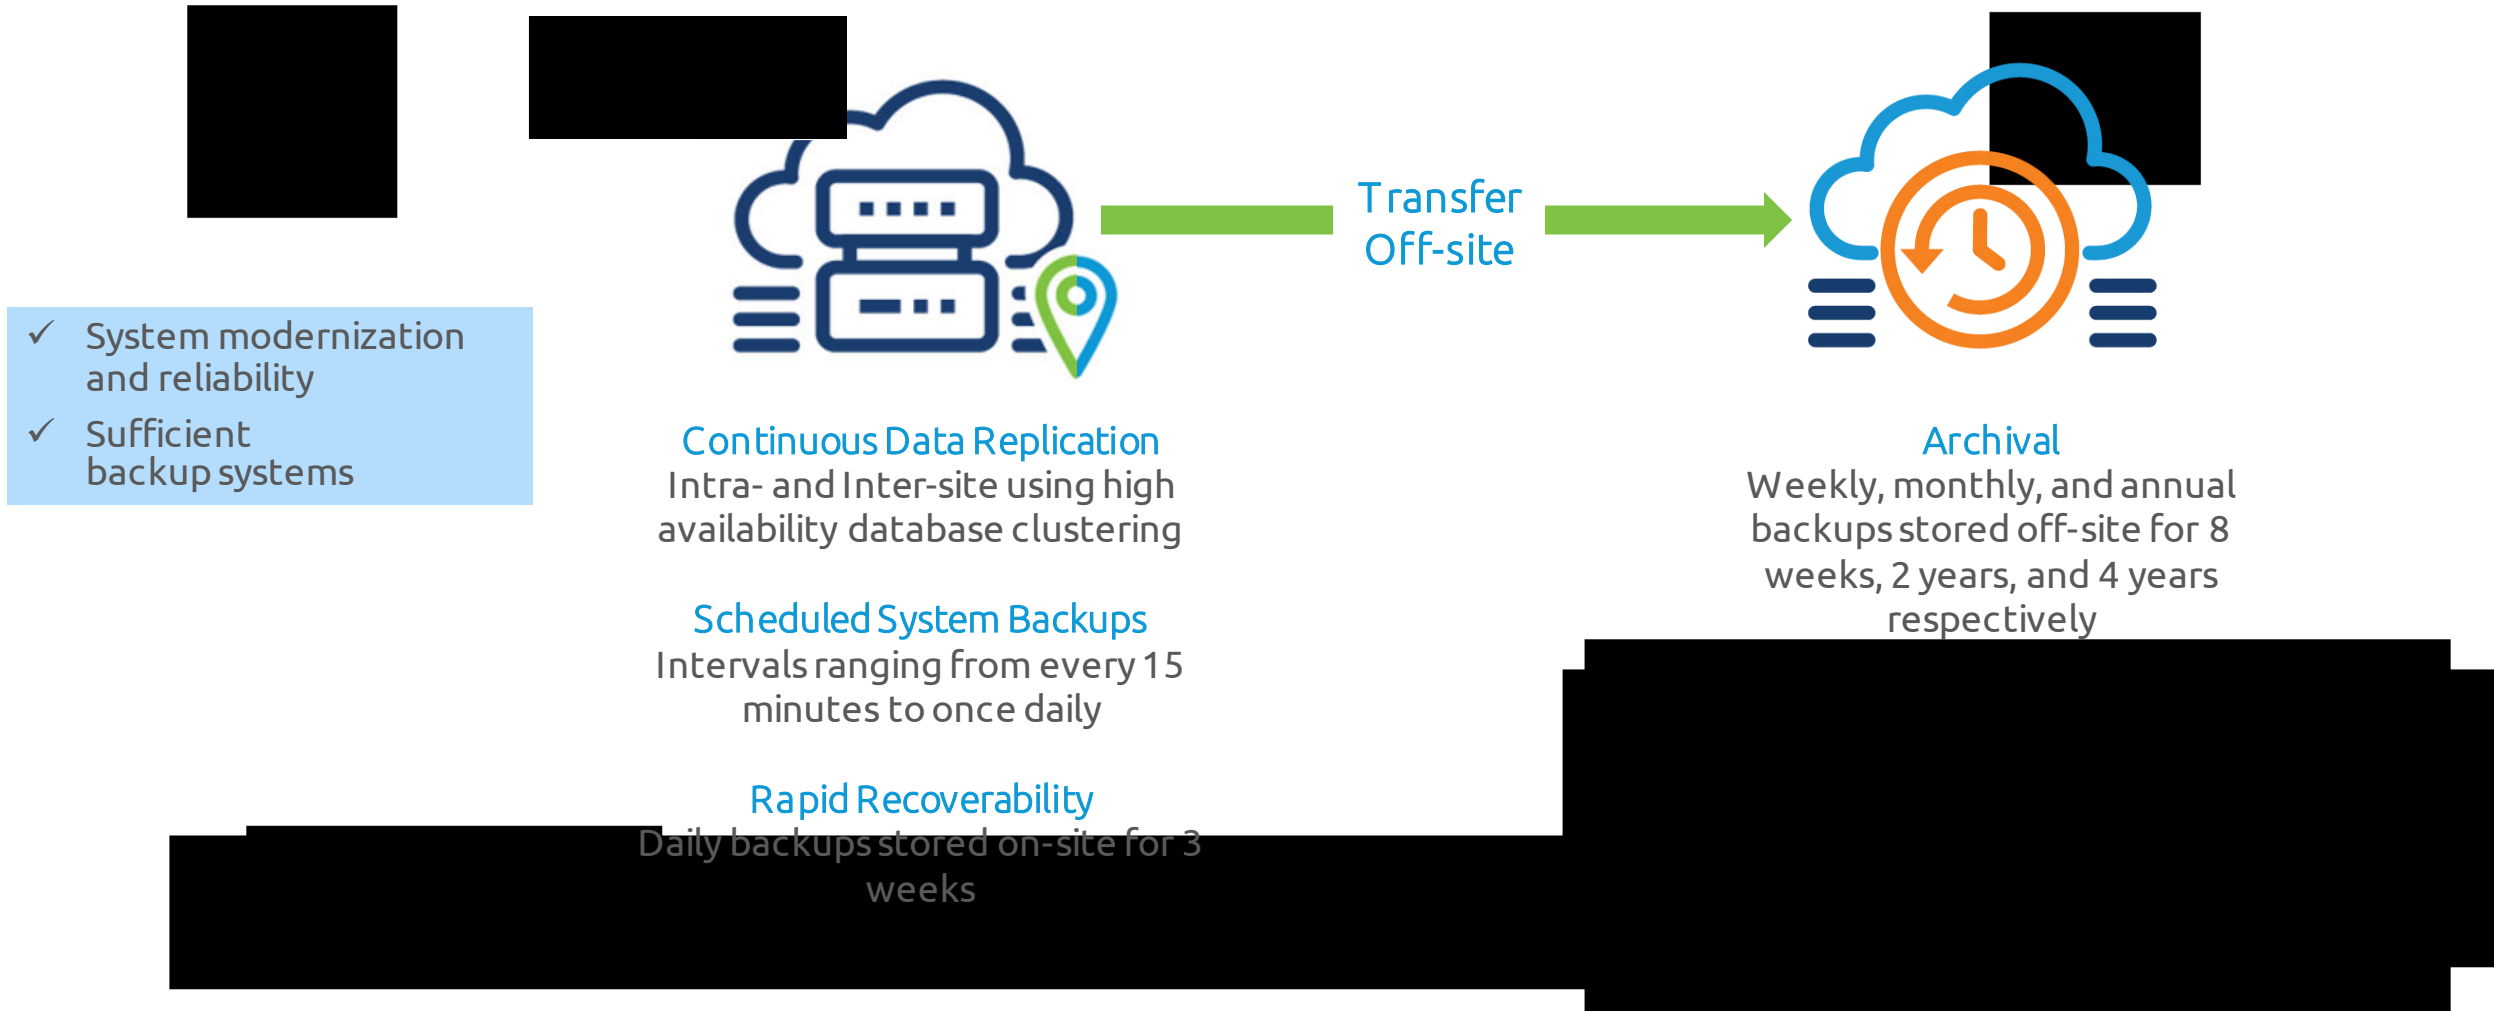 Transfer
Off-site
✓ System modernization
and reliability
✓ Sufficient
backup systems
Continuous Data Replication
Intra- and Inter-site using high
availability database clustering
Scheduled System Backups
Intervals ranging from every 15
minutes to once daily
Rapid Recoverability
Daily backups stored on-site for 3
weeks
Archival
Weekly, monthly, and annual
backups stored off-site for 8
weeks, 2 years, and 4 years
respectively